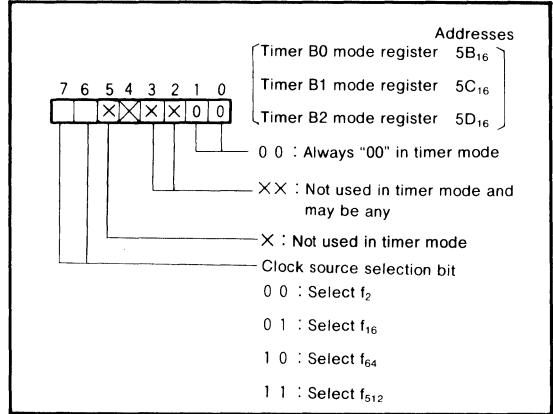 Addresses
Timer B0 mode register 5B₁₆
Timer B1 mode register 5C₁₆
Timer B2 mode register 5D₁₆
7 6 5 4 3 2 1 0
× × × × 0 0
0 0 : Always “00” in timer mode
×× : Not used in timer mode and
may be any
× : Not used in timer mode
Clock source selection bit
0 0 : Select f₂
0 1 : Select f₁₆
1 0 : Select f₆₄
1 1 : Select f₅₁₂